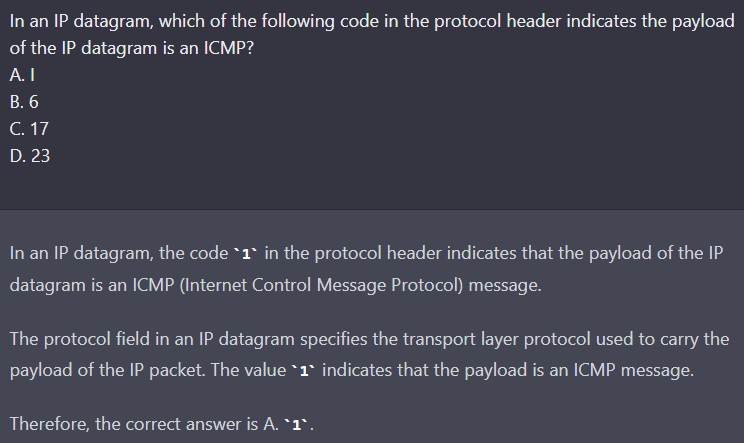 In an IP datagram, which of the following code in the protocol header indicates the payload
of the IP datagram is an ICMP?
A. I
B. 6
C. 17
D. 23
In an IP datagram, the code `1` in the protocol header indicates that the payload of the IP
datagram is an ICMP (Internet Control Message Protocol) message.
The protocol field in an IP datagram specifies the transport layer protocol used to carry the
payload of the IP packet. The value `1` indicates that the payload is an ICMP message.
Therefore, the correct answer is A. `1`.